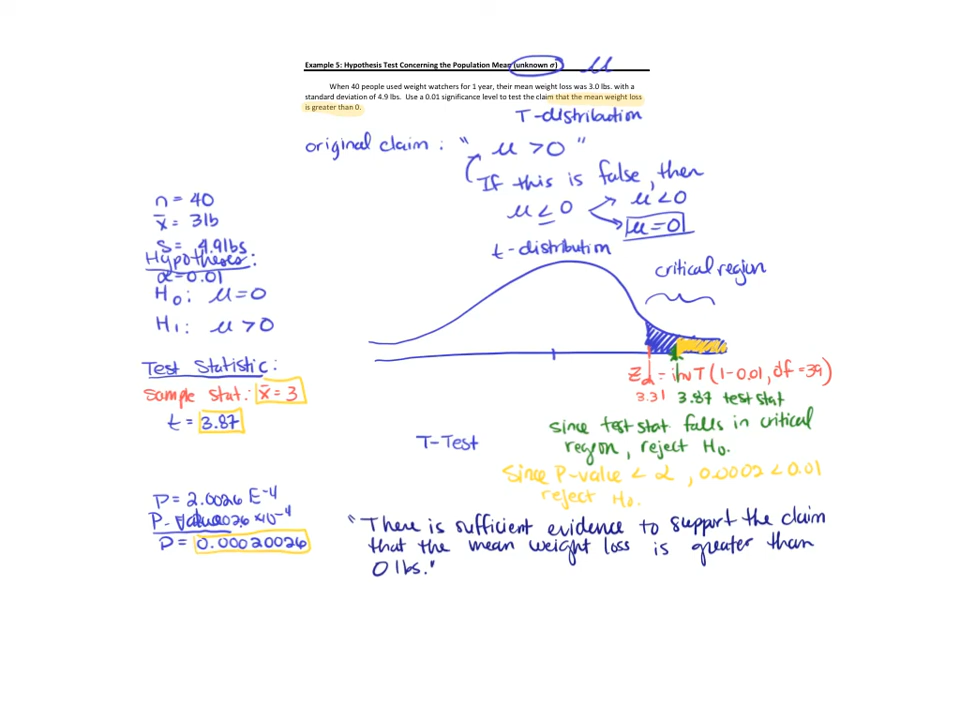 Example 5: Hypothesis Test Concerning the Population Mean (unknown σ) μ
When 40 people used weight watchers for 1 year, their mean weight loss was 3.0 lbs. with a
standard deviation of 4.9 lbs. Use a 0.01 significance level to test the claim that the mean weight loss
is greater than 0.
T-distribution
original claim : " μ > 0 "
If this is false, then
μ ≤ 0 μ < 0
μ = 0
n = 40
x̄ = 3lb
s = 4.9lbs
Hypotheses:
α = 0.01
H₀: μ = 0
H₁: μ > 0
t-distribution
critical region
Test Statistic:
Sample Stat: x̄ = 3
t = 3.87
Zα = invT (1-0.01, df = 39)
3.31 3.87 test stat
T-Test
since test stat falls in critical
region, reject H₀.
Since P-value < α, 0.0002 < 0.01
reject H₀.
P = 2.0026 E-4
P-value
026 *10⁻⁴
P = 0.00020026
"There is sufficient evidence to support the claim
that the mean weight loss is greater than
0 lbs."